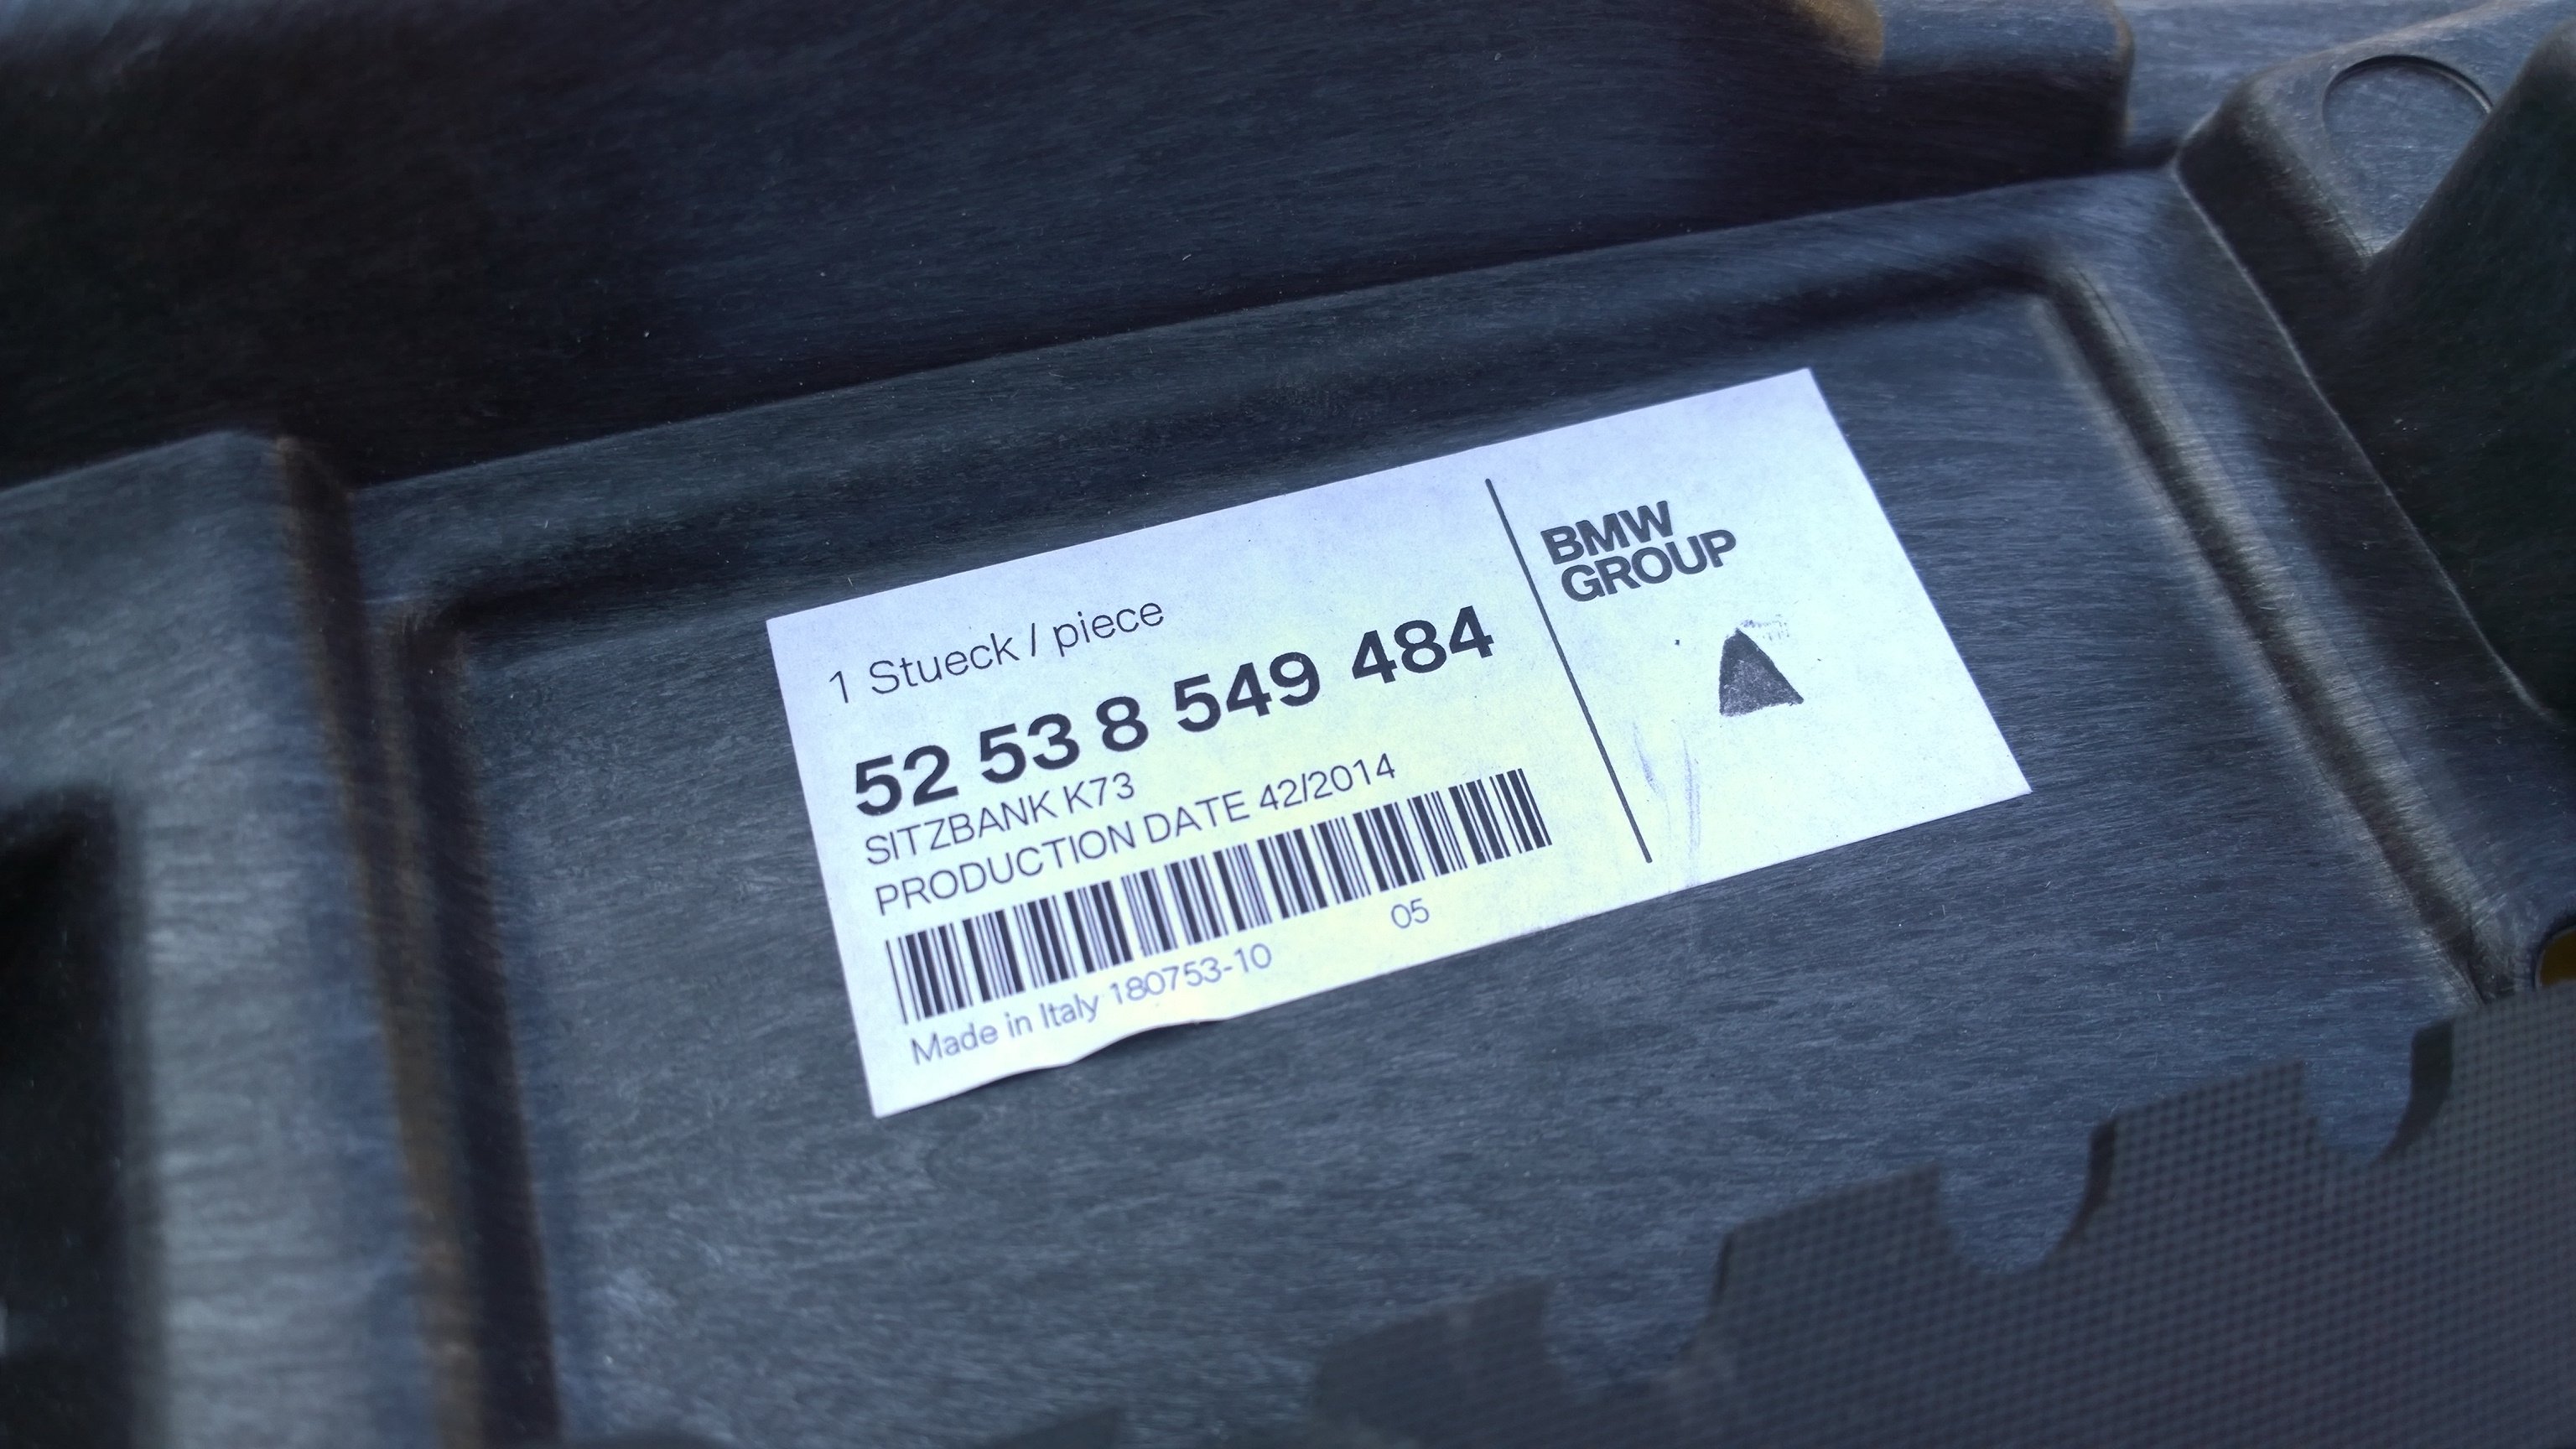 1 Stueck / piece
52 53 8 549 484
SITZBANK K73
PRODUCTION DATE 42/2014
Made in Italy 180753-10 05
BMW
GROUP